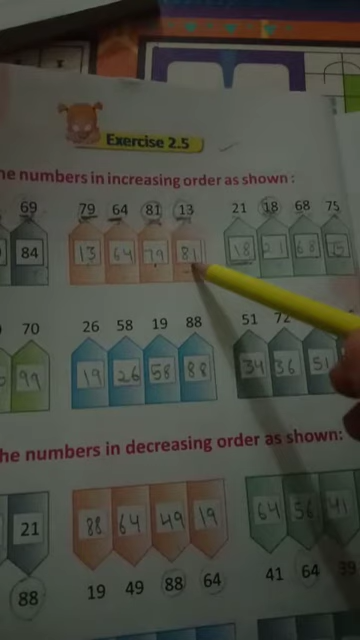 Exercise 2.5
he numbers in increasing order as shown :
69 79 64 81 13 21 18 68 75
84 13 64 79 81 18 21 68 75
70 26 58 19 88 51 72
99 19 26 58 88 34 36 51
he numbers in decreasing order as shown:
21 88 64 49 19 64 56 41
88 19 49 88 64 41 64 99